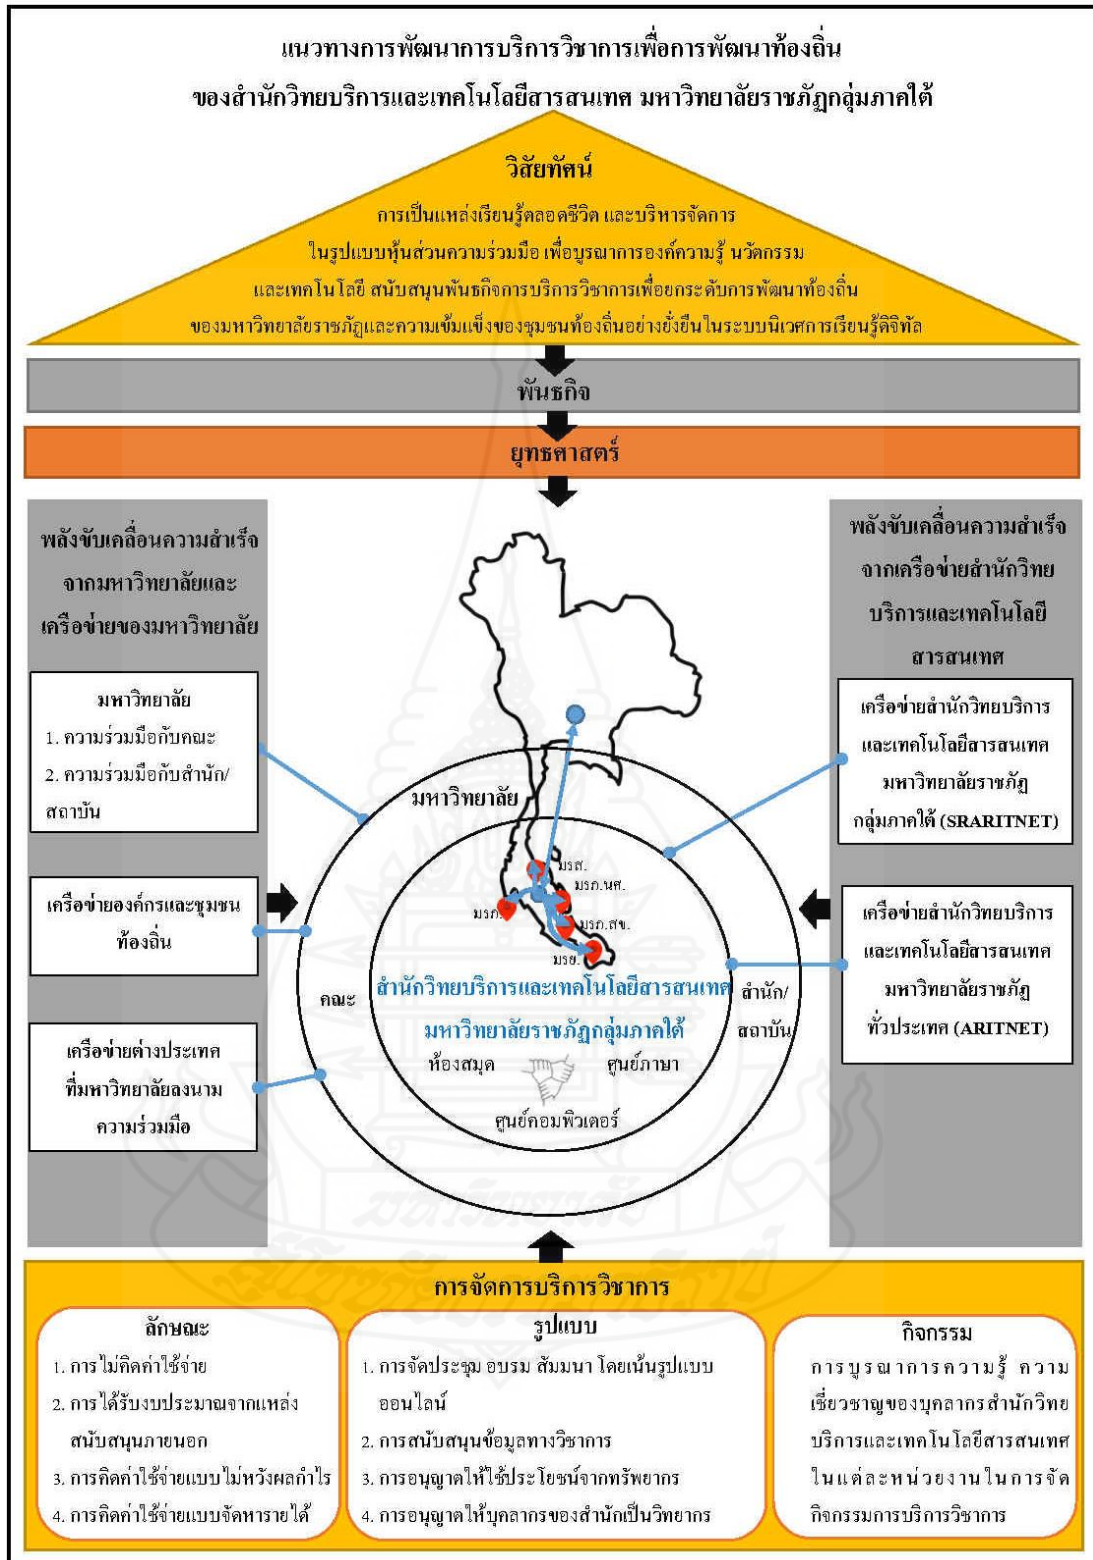 แนวทางการพัฒนาการบริการวิชาการเพื่อการพัฒนาท้องถิ่น
ของสำนักวิทยบริการและเทคโนโลยีสารสนเทศ มหาวิทยาลัยราชภัฏกลุ่มภาคใต้
วิสัยทัศน์
การเป็นแหล่งเรียนรู้ตลอดชีวิต และบริหารจัดการ
ในรูปแบบหุ้นส่วนความร่วมมือ เพื่อบูรณาการองค์ความรู้ นวัตกรรม
และเทคโนโลยี สนับสนุนพันธกิจการบริการวิชาการเพื่อยกระดับการพัฒนาท้องถิ่น
ของมหาวิทยาลัยราชภัฏและความเข้มแข็งของชุมชนท้องถิ่นอย่างยั่งยืนในระบบนิเวศการเรียนรู้ดิจิทัล
พันธกิจ
ยุทธศาสตร์
พลังขับเคลื่อนความสำเร็จ
จากมหาวิทยาลัยและ
เครือข่ายของมหาวิทยาลัย
มหาวิทยาลัย
1. ความร่วมมือกับคณะ
2. ความร่วมมือกับสำนัก/
สถาบัน
เครือข่ายองค์กรและชุมชน
ท้องถิ่น
เครือข่ายต่างประเทศ
ที่มหาวิทยาลัยลงนาม
ความร่วมมือ
มหาวิทยาลัย
มรส.
มรภ.นศ.
มรภ.
มรภ.สข.
มรย.
คณะ
สำนัก/
สถาบัน
สำนักวิทยบริการและเทคโนโลยีสารสนเทศ
มหาวิทยาลัยราชภัฏกลุ่มภาคใต้
ห้องสมุด
ศูนย์ภาษา
ศูนย์คอมพิวเตอร์
พลังขับเคลื่อนความสำเร็จ
จากเครือข่ายสำนักวิทย
บริการและเทคโนโลยี
สารสนเทศ
เครือข่ายสำนักวิทยบริการ
และเทคโนโลยีสารสนเทศ
มหาวิทยาลัยราชภัฏ
กลุ่มภาคใต้ (SRARITNET)
เครือข่ายสำนักวิทยบริการ
และเทคโนโลยีสารสนเทศ
มหาวิทยาลัยราชภัฏ
ทั่วประเทศ (ARITNET)
การจัดการบริการวิชาการ
ลักษณะ
1. การไม่คิดค่าใช้จ่าย
2. การได้รับงบประมาณจากแหล่ง
สนับสนุนภายนอก
3. การคิดค่าใช้จ่ายแบบไม่หวังผลกำไร
4. การคิดค่าใช้จ่ายแบบจัดหารายได้
รูปแบบ
1. การจัดประชุม อบรม สัมมนา โดยเน้นรูปแบบ
ออนไลน์
2. การสนับสนุนข้อมูลทางวิชาการ
3. การอนุญาตให้ใช้ประโยชน์จากทรัพยากร
4. การอนุญาตให้บุคลากรของสำนักเป็นวิทยากร
กิจกรรม
การบูรณาการความรู้ ความ
เชี่ยวชาญของบุคลากรสำนักวิทย
บริการและเทคโนโลยีสารสนเทศ
ในแต่ละหน่วยงานในการจัด
กิจกรรมการบริการวิชาการ